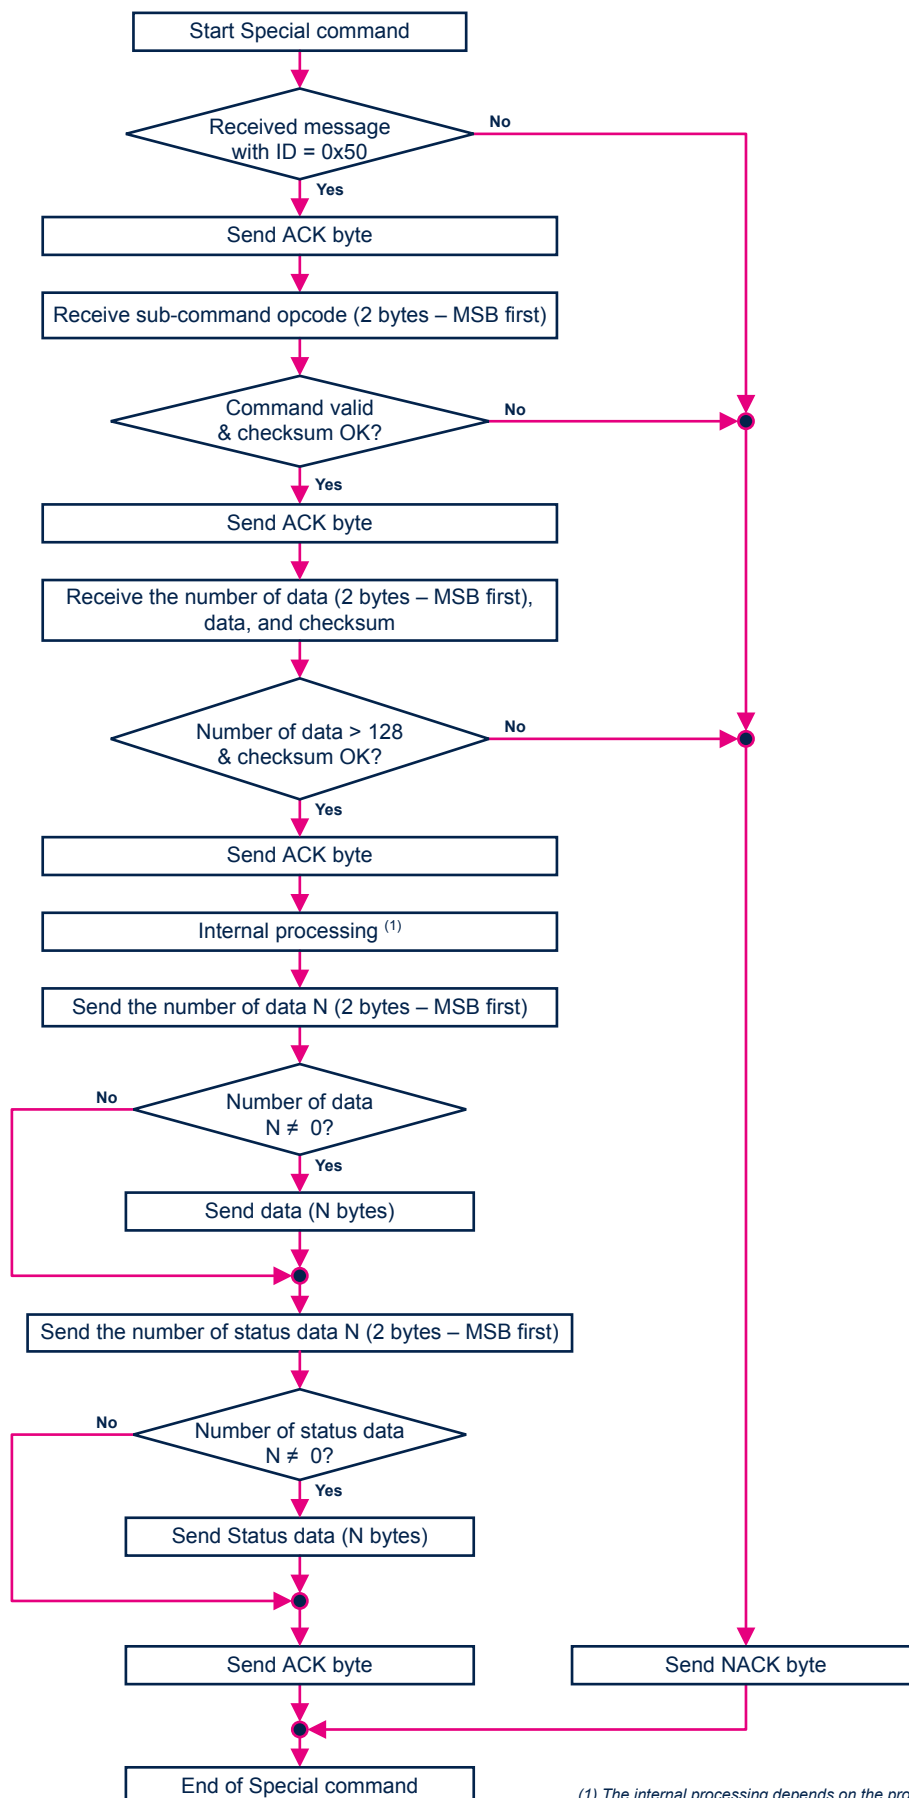 Start Special command
Received message
with ID = 0x50
No
Yes
Send ACK byte
Receive sub-command opcode (2 bytes – MSB first)
Command valid
& checksum OK?
No
Yes
Send ACK byte
Receive the number of data (2 bytes – MSB first),
data, and checksum
Number of data > 128
& checksum OK?
No
Yes
Send ACK byte
Internal processing (1)
Send the number of data N (2 bytes – MSB first)
Number of data
N ≠ 0?
No
Yes
Send data (N bytes)
Send the number of status data N (2 bytes – MSB first)
Number of status data
N ≠ 0?
No
Yes
Send Status data (N bytes)
Send ACK byte
Send NACK byte
End of Special command
(1) The internal processing depends on the